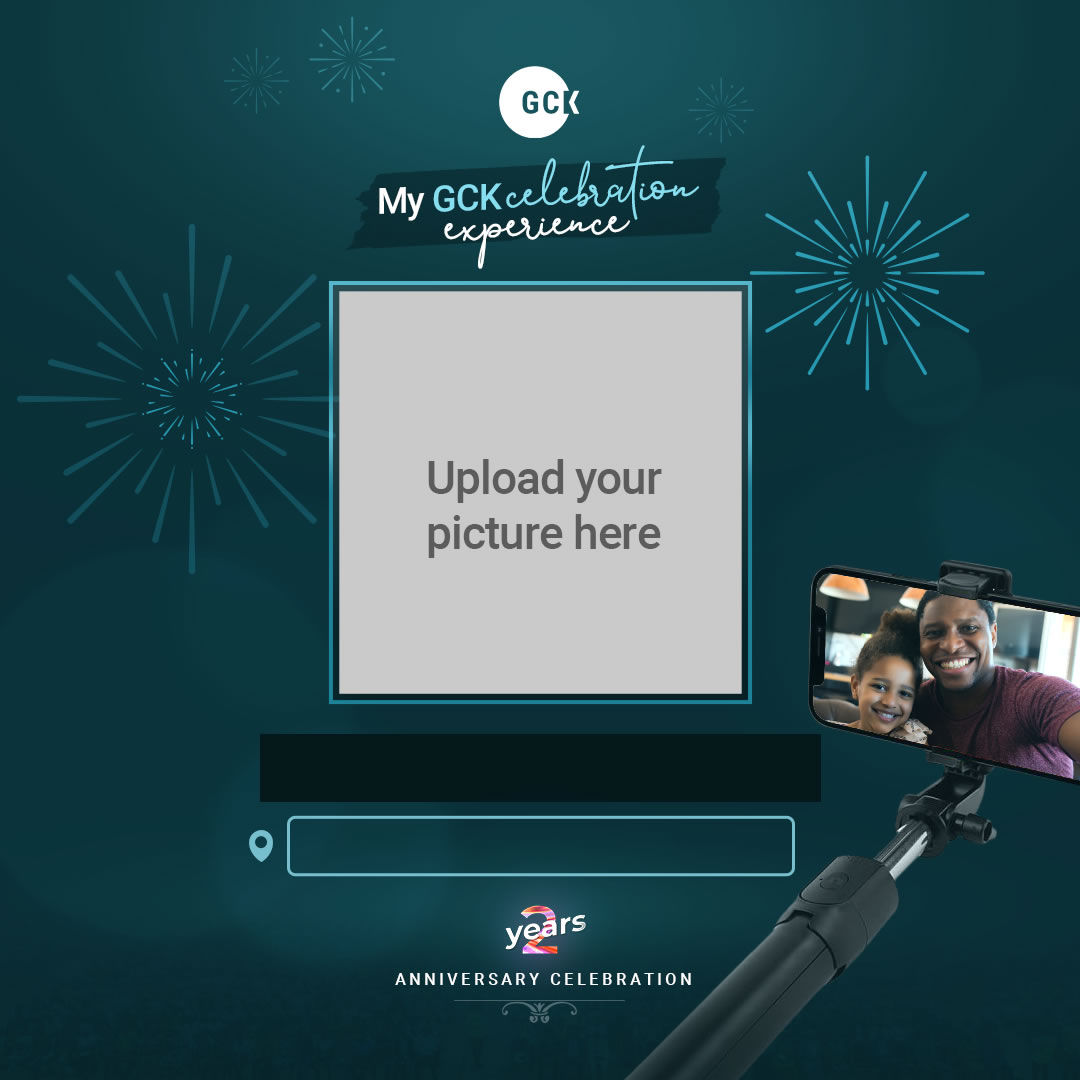 GCK
My GCK celebration
experience
Upload your
picture here
2
years
ANNIVERSARY CELEBRATION